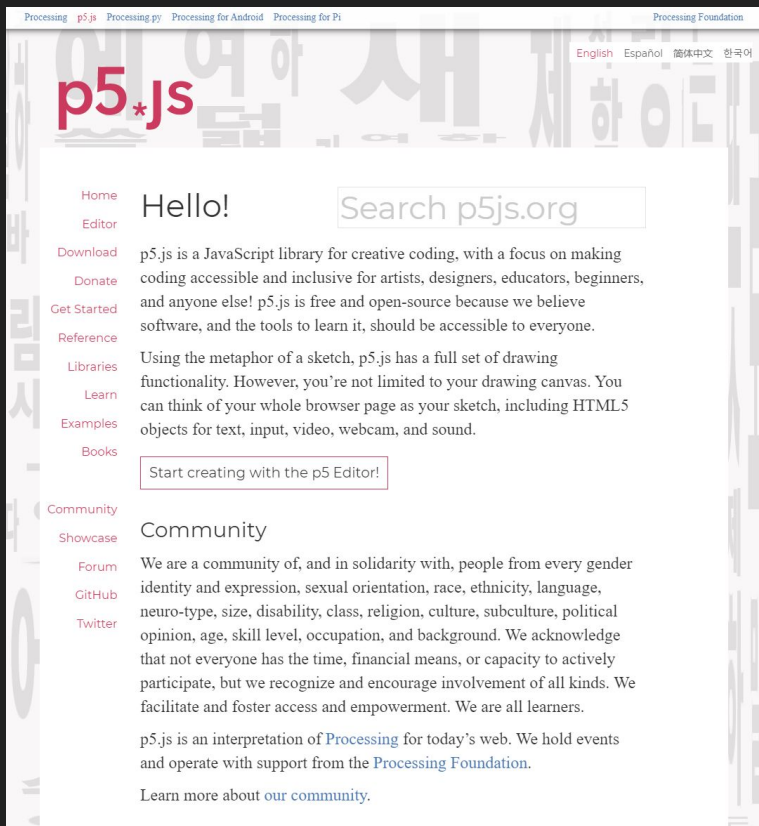 Processing p5.js Processing.py Processing for Android Processing for Pi Processing Foundation
English Español 简体中文 한국어
p5*js
Home
Editor
Download
Donate
Get Started
Reference
Libraries
Learn
Examples
Books
Community
Showcase
Forum
GitHub
Twitter
Hello!
Search p5js.org
p5.js is a JavaScript library for creative coding, with a focus on making
coding accessible and inclusive for artists, designers, educators, beginners,
and anyone else! p5.js is free and open-source because we believe
software, and the tools to learn it, should be accessible to everyone.
Using the metaphor of a sketch, p5.js has a full set of drawing
functionality. However, you’re not limited to your drawing canvas. You
can think of your whole browser page as your sketch, including HTML5
objects for text, input, video, webcam, and sound.
Start creating with the p5 Editor!
Community
We are a community of, and in solidarity with, people from every gender
identity and expression, sexual orientation, race, ethnicity, language,
neuro-type, size, disability, class, religion, culture, subculture, political
opinion, age, skill level, occupation, and background. We acknowledge
that not everyone has the time, financial means, or capacity to actively
participate, but we recognize and encourage involvement of all kinds. We
facilitate and foster access and empowerment. We are all learners.
p5.js is an interpretation of Processing for today’s web. We hold events
and operate with support from the Processing Foundation.
Learn more about our community.